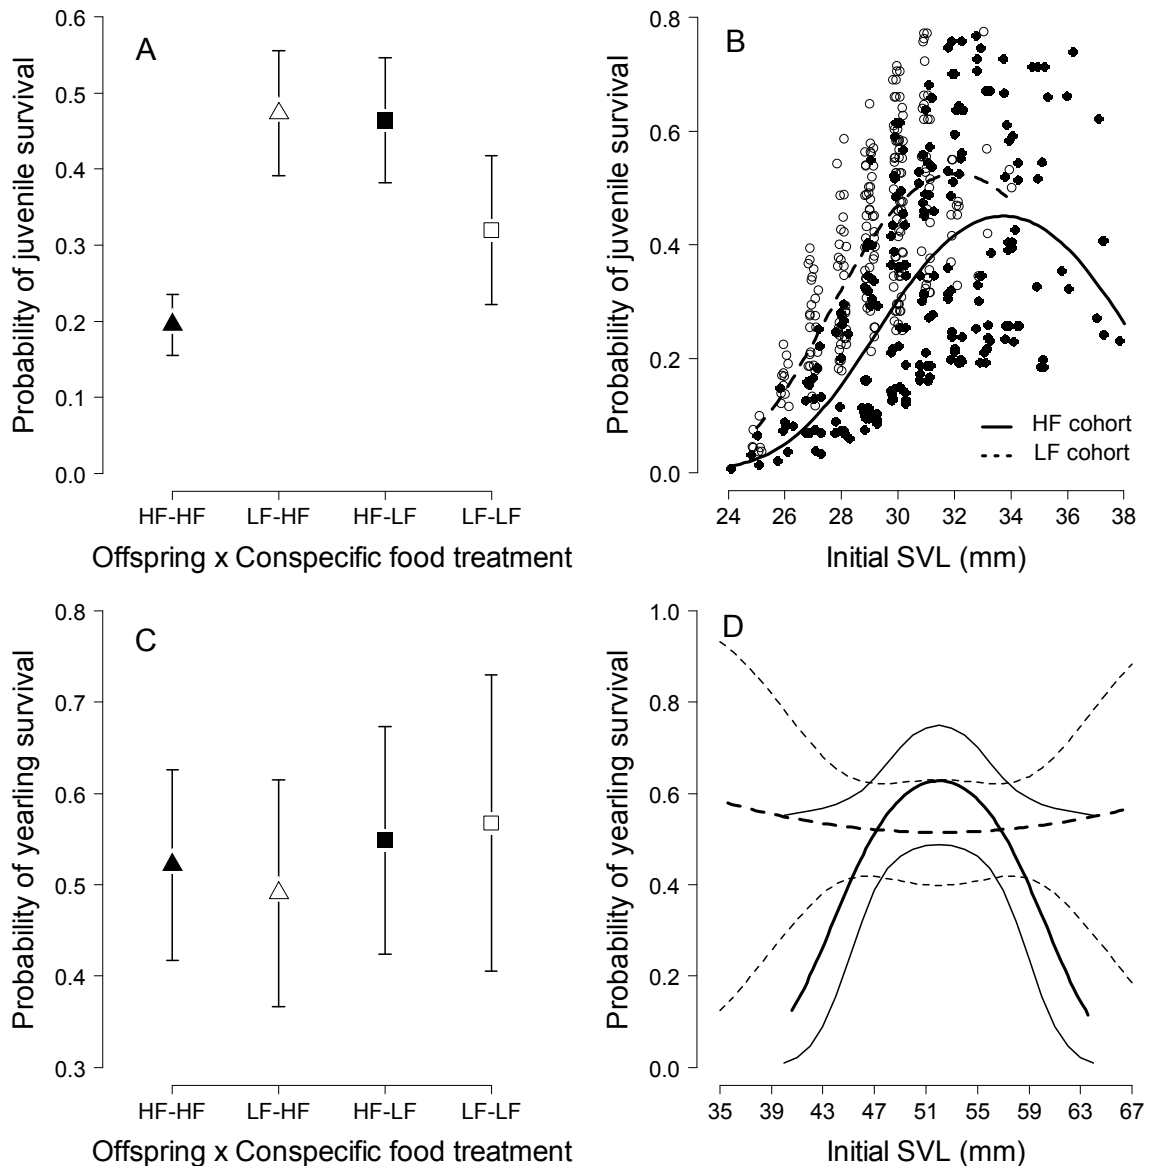 A
Probability of juvenile survival
0.6
0.5
0.4
0.3
0.2
0.1
0.0
HF-HF LF-HF HF-LF LF-LF
Offspring x Conspecific food treatment
B
Probability of juvenile survival
0.8
0.6
0.4
0.2
0.0
HF cohort
LF cohort
24 26 28 30 32 34 36 38
Initial SVL (mm)
C
Probability of yearling survival
0.8
0.7
0.6
0.5
0.4
0.3
HF-HF LF-HF HF-LF LF-LF
Offspring x Conspecific food treatment
D
Probability of yearling survival
1.0
0.8
0.6
0.4
0.2
0.0
35 39 43 47 51 55 59 63 67
Initial SVL (mm)